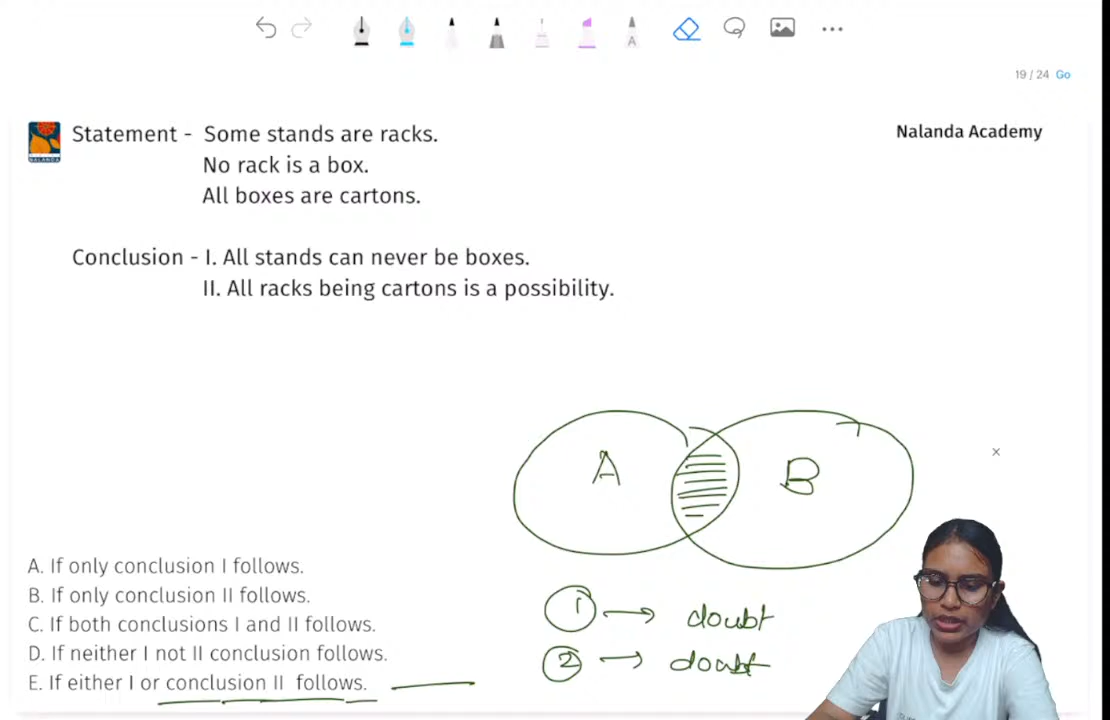 A
19 / 24 Go
NALANDA
Statement - Some stands are racks.
Nalanda Academy
No rack is a box.
All boxes are cartons.
Conclusion - I. All stands can never be boxes.
II. All racks being cartons is a possibility.
A
B
A. If only conclusion I follows.
B. If only conclusion II follows.
C. If both conclusions I and II follows.
D. If neither I not II conclusion follows.
E. If either I or conclusion II follows.
1 → doubt
2 → doubt